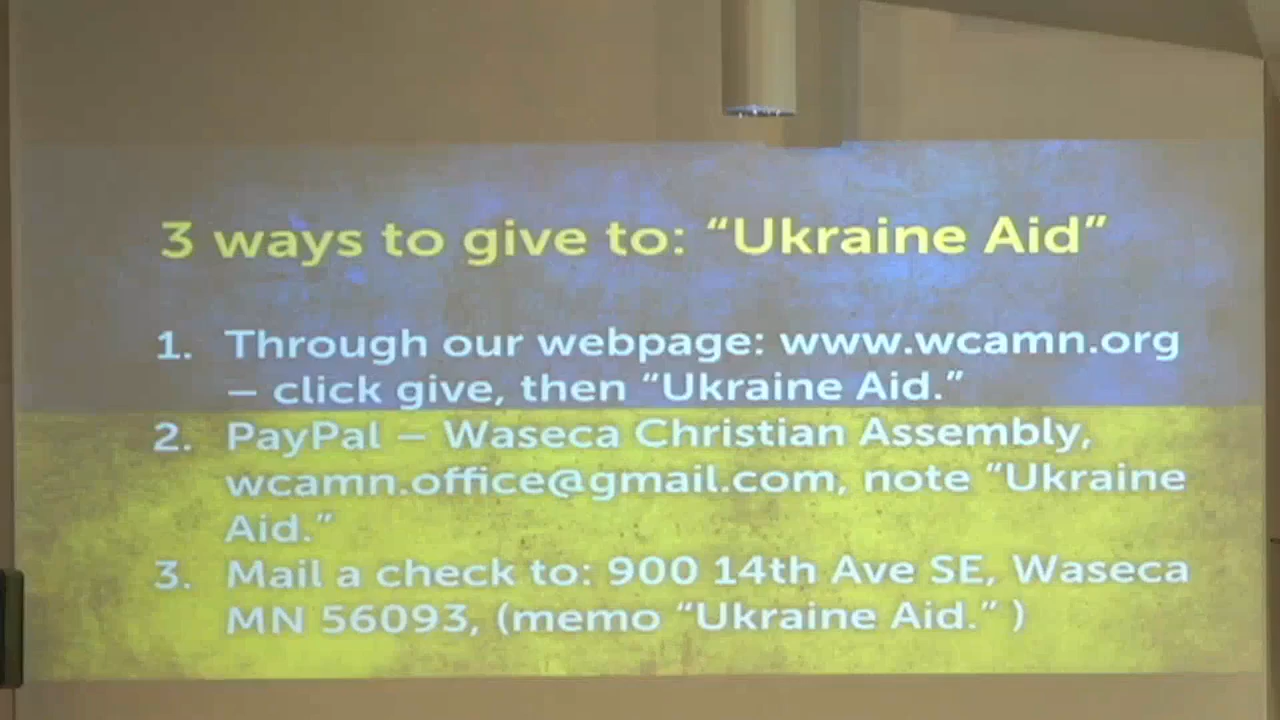 3 ways to give to: “Ukraine Aid”
1. Through our webpage: www.wcamn.org
– click give, then “Ukraine Aid.”
2. PayPal – Waseca Christian Assembly,
wcamn.office@gmail.com, note “Ukraine
Aid.”
3. Mail a check to: 900 14th Ave SE, Waseca
MN 56093, (memo “Ukraine Aid.” )